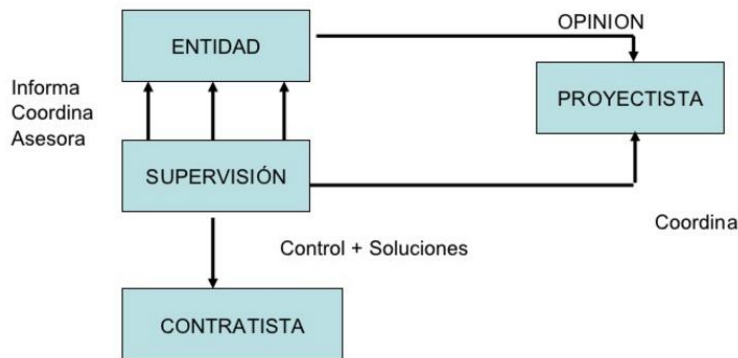 OPINION
ENTIDAD
PROYECTISTA
Informa
Coordina
Asesora
SUPERVISIÓN
Coordina
Control + Soluciones
CONTRATISTA